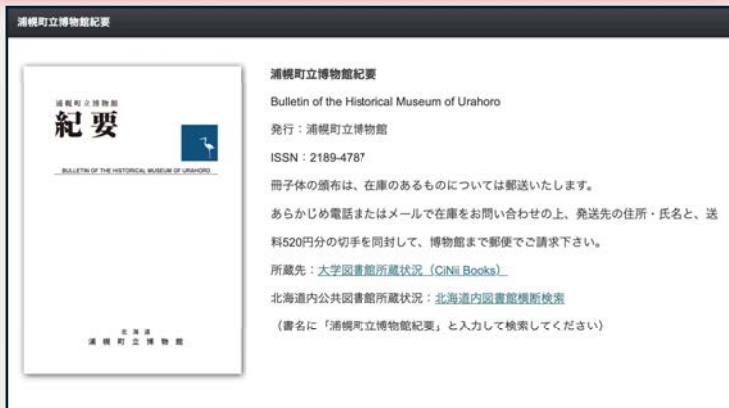 浦幌町立博物館紀要
浦幌町立博物館
紀要
BULLETIN OF THE HISTORICAL MUSEUM OF URAHORO
北海道
浦幌町立博物館
浦幌町立博物館紀要
Bulletin of the Historical Museum of Urahoro
発行：浦幌町立博物館
ISSN：2189-4787
冊子体の頒布は、在庫のあるものについては郵送いたします。
あらかじめ電話またはメールで在庫をお問い合わせの上、発送先の住所・氏名と、送
料520円分の切手を同封して、博物館まで郵便でご請求下さい。
所蔵先：大学図書館所蔵状況（CiNii Books）
北海道内公共図書館所蔵状況：北海道内図書館横断検索
（書名に「浦幌町立博物館紀要」と入力して検索してください）